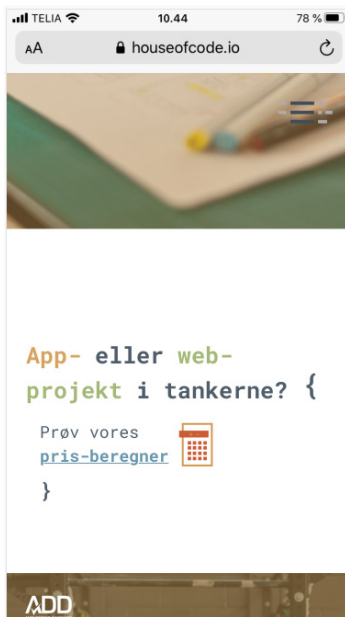 TELIA 10.44 78 %
AA houseofcode.io
App- eller web-
projekt i tankerne? {
Prøv vores
pris-beregner
}
ADD